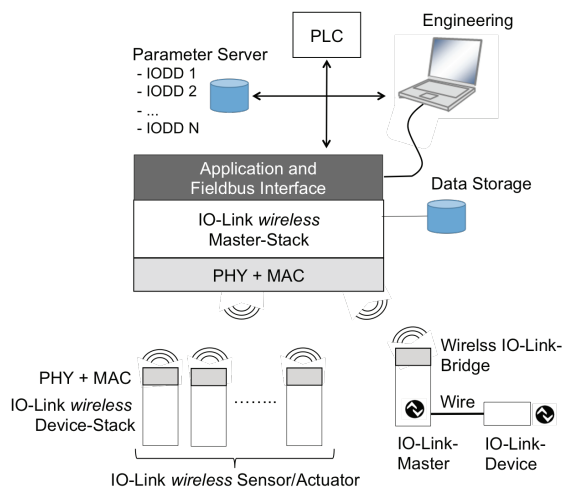 Engineering
PLC
Parameter Server
- IODD 1
- IODD 2
- ...
- IODD N
Application and
Fieldbus Interface
Data Storage
IO-Link wireless
Master-Stack
PHY + MAC
Wirelss IO-Link-
Bridge
PHY + MAC
IO-Link wireless
Device-Stack
........
Wire
IO-Link-
Master
IO-Link-
Device
IO-Link wireless Sensor/Actuator